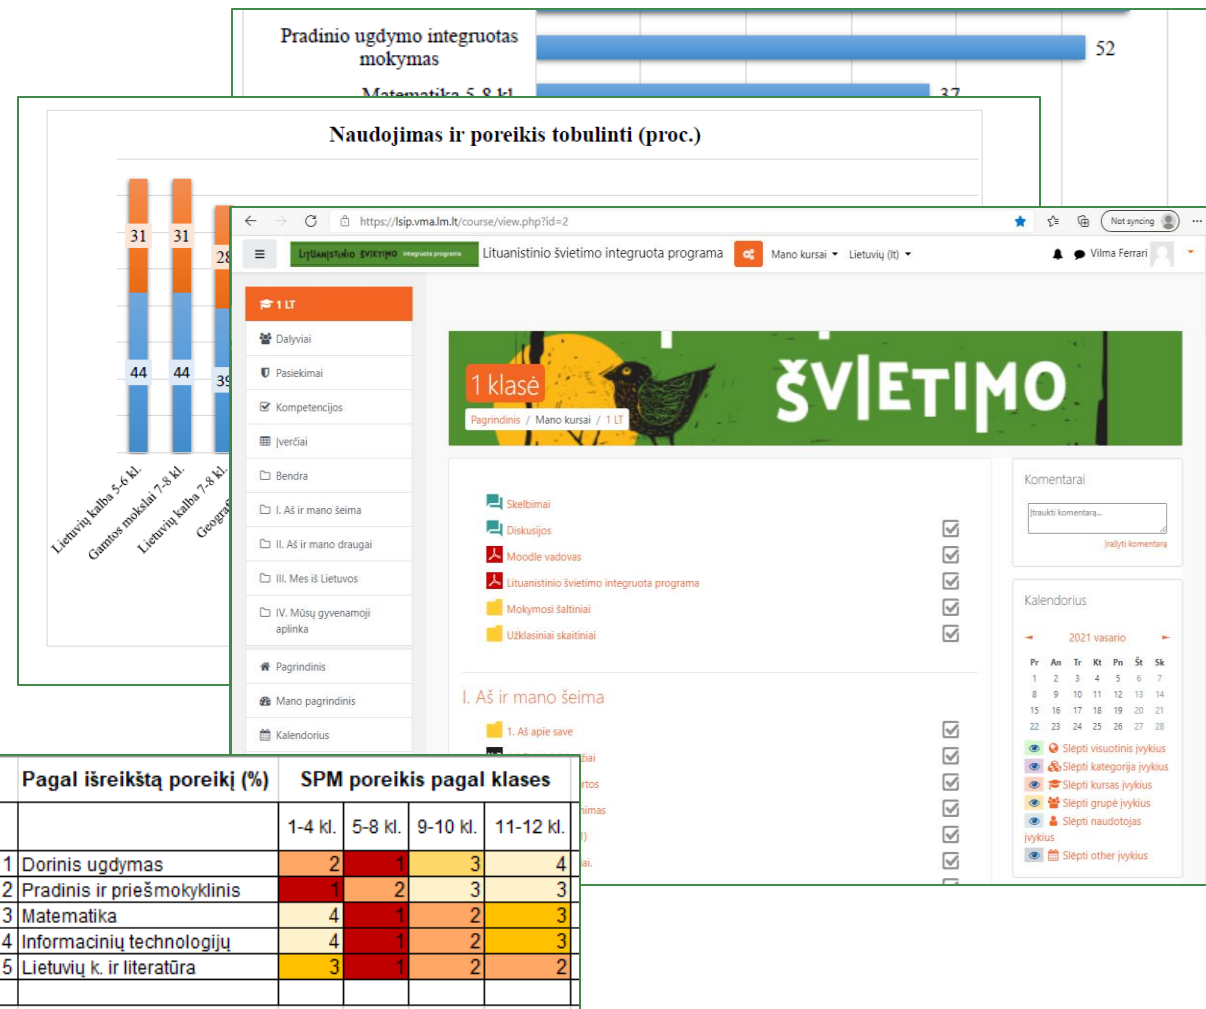 Pradinio ugdymo integruotas
mokymas
52
Matematika 5-8 kl.
37
Naudojimas ir poreikis tobulinti (proc.)
31
31
28
44
44
39
Lietuvių kalba 5-6 kl.
Gamtos mokslai 7-8 kl.
Lietuvių kalba 7-8 kl.
https://lsip.vma.lm.lt/course/view.php?id=2
Not syncing
LITUANISTINIO ŠVIETIMO integruota programa
Lituanistinio švietimo integruota programa
Mano kursai
Lietuvių (lt)
Vilma Ferrari
1 LT
Dalyviai
Pasiekimai
Kompetencijos
Įverčiai
Bendra
I. Aš ir mano šeima
II. Aš ir mano draugai
III. Mes iš Lietuvos
IV. Mūsų gyvenamoji
aplinka
Pagrindinis
Mano pagrindinis
Kalendorius
ŠVIETIMO
1 klasė
Pagrindinis / Mano kursai / 1 LT
Skelbimai
Diskusijos
Moodle vadovas
Lituanistinio švietimo integruota programa
Mokymosi šaltiniai
Užklasiniai skaitiniai
I. Aš ir mano šeima
1. Aš apie save
Komentarai
Įtraukti komentarą...
Įrašyti komentarą
Kalendorius
2021 vasario
Pr An Tr Kt Pn Št Sk
1 2 3 4 5 6 7
8 9 10 11 12 13 14
15 16 17 18 19 20 21
22 23 24 25 26 27 28
Slėpti visuotinis įvykius
Slėpti kategorija įvykius
Slėpti kursas įvykius
Slėpti grupė įvykius
Slėpti naudotojas
įvykius
Slėpti other įvykius
Pagal išreikštą poreikį (%) SPM poreikis pagal klases
1-4 kl. 5-8 kl. 9-10 kl. 11-12 kl.
1 Dorinis ugdymas 2 1 3 4
2 Pradinis ir priešmokyklinis 1 2 3 3
3 Matematika 4 1 2 3
4 Informacinių technologijų 4 1 2 3
5 Lietuvių k. ir literatūra 3 1 2 2